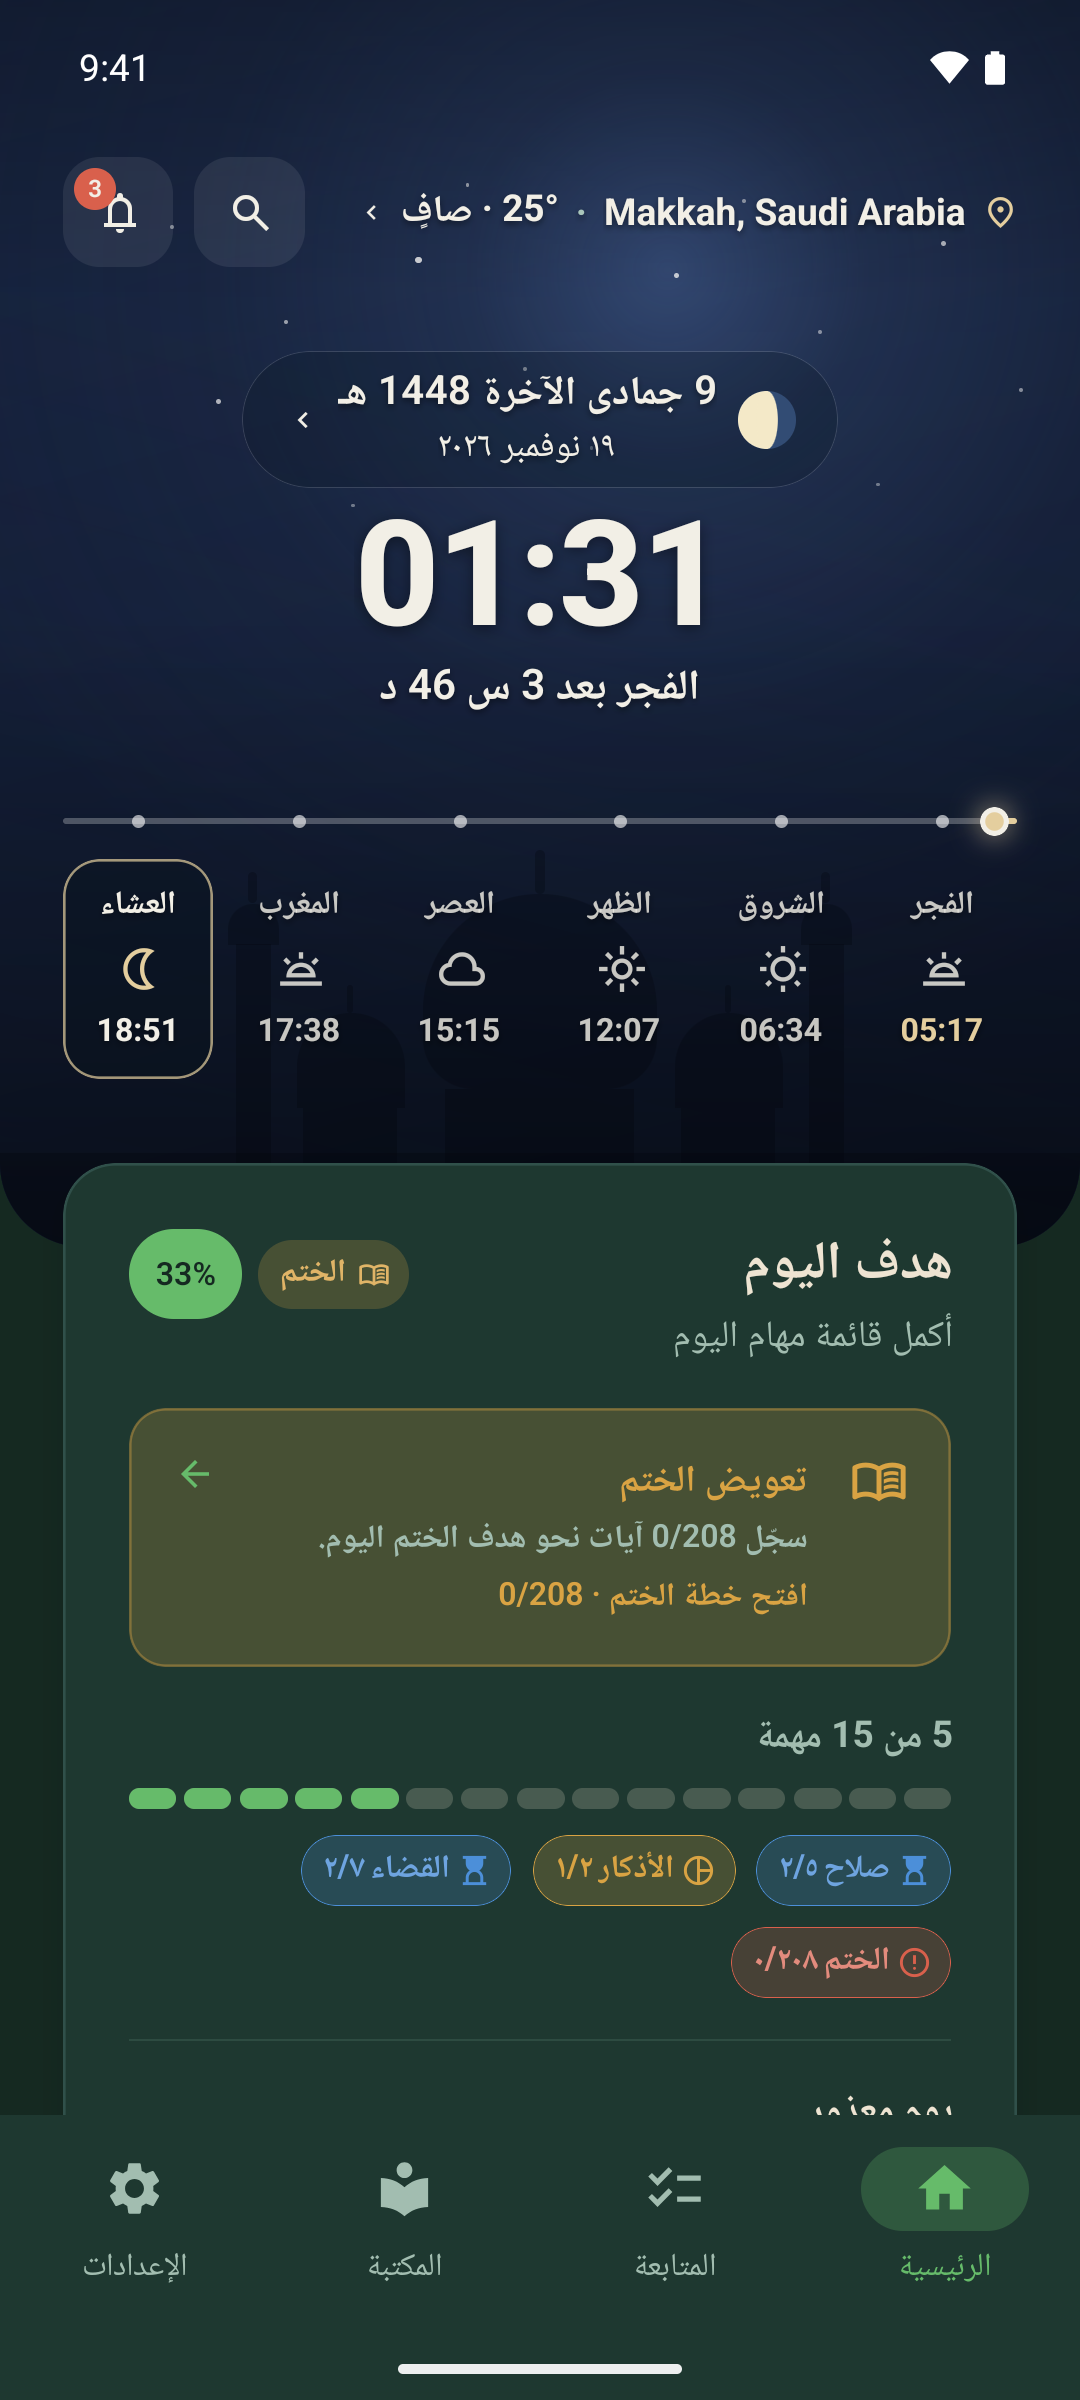 9:41
Makkah, Saudi Arabia · 25° · صافٍ
3
9 جمادى الآخرة 1448 هـ
١٩ نوفمبر ٢٠٢٦
01:31
الفجر بعد 3 س 46 د
الفجر الشروق الظهر العصر المغرب العشاء
05:17 06:34 12:07 15:15 17:38 18:51
هدف اليوم
الختم
33%
أكمل قائمة مهام اليوم
تعويض الختم
سجّل 0/208 آيات نحو هدف الختم اليوم.
افتح خطة الختم · 0/208
5 من 15 مهمة
صلاح ٢/٥
الأذكار ١/٢
القضاء ٢/٧
الختم ٠/٢٠٨
يوم معزور
الرئيسية المتابعة المكتبة الإعدادات